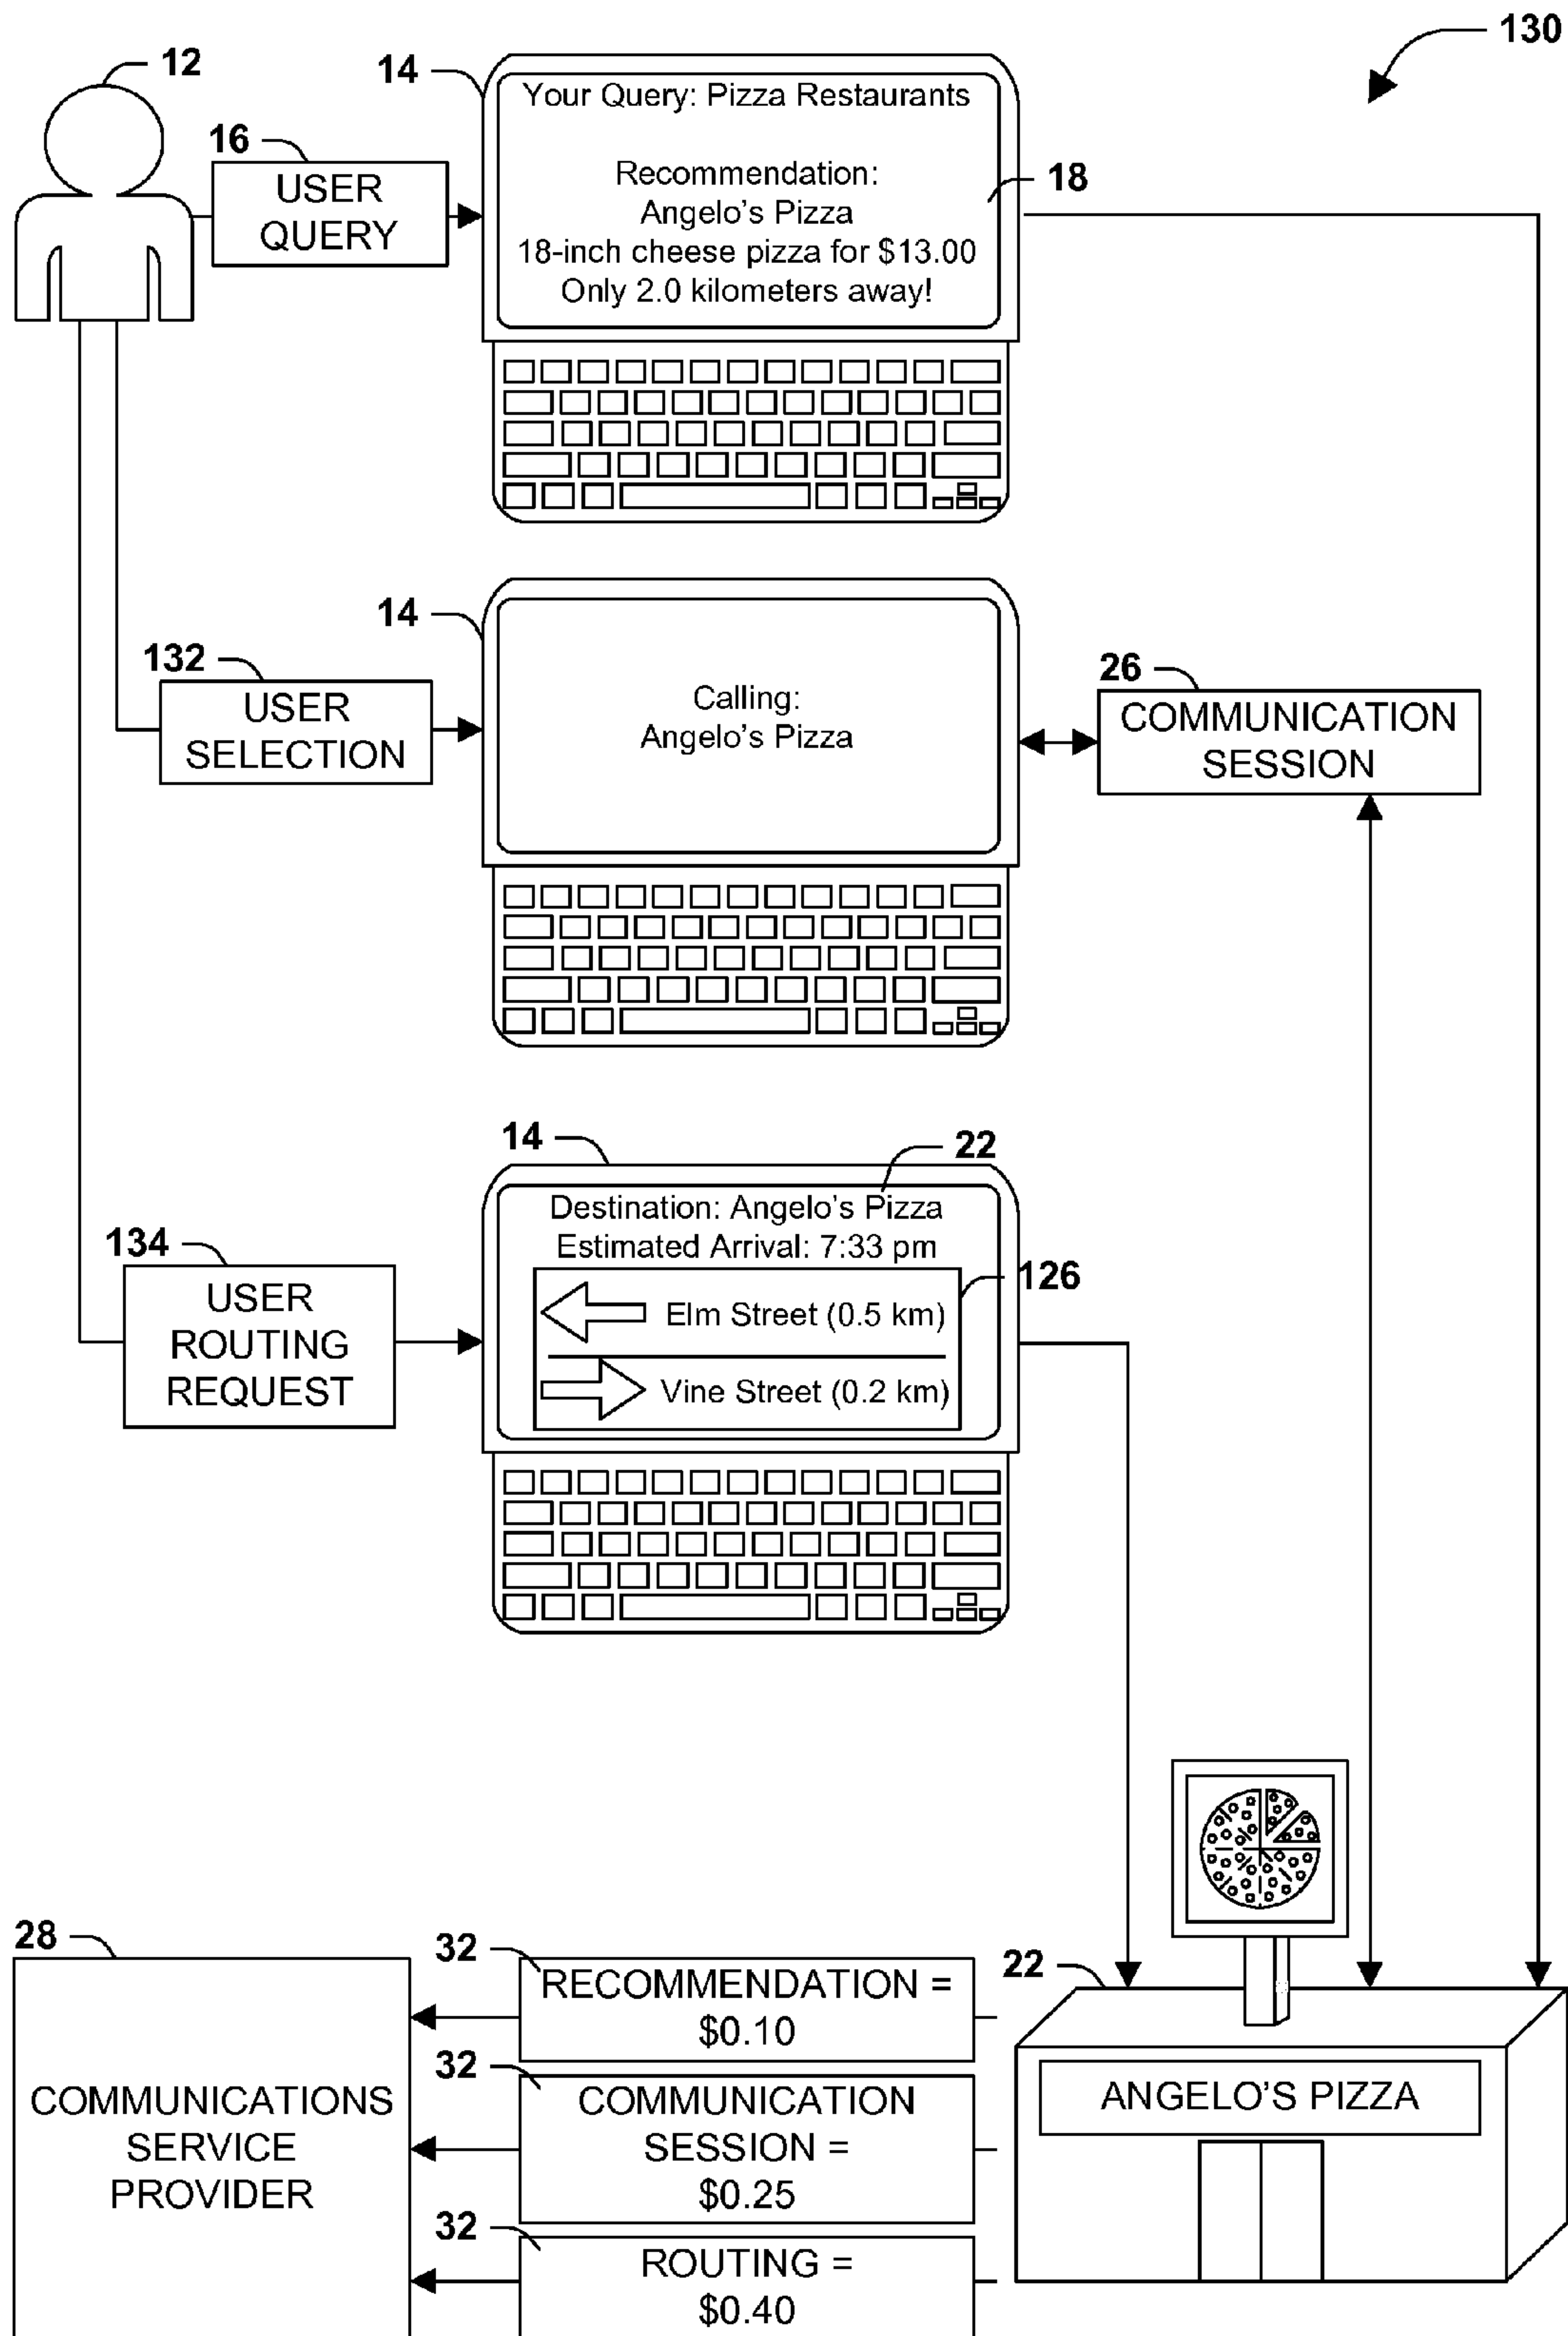 130
12
14
Your Query: Pizza Restaurants
16
USER
QUERY
Recommendation:
Angelo's Pizza
18-inch cheese pizza for $13.00
Only 2.0 kilometers away!
18
14
132
USER
SELECTION
Calling:
Angelo's Pizza
26
COMMUNICATION
SESSION
14
22
134
USER
ROUTING
REQUEST
Destination: Angelo's Pizza
Estimated Arrival: 7:33 pm
126
Elm Street (0.5 km)
Vine Street (0.2 km)
28
COMMUNICATIONS
SERVICE
PROVIDER
32
RECOMMENDATION =
$0.10
32
COMMUNICATION
SESSION =
$0.25
32
ROUTING =
$0.40
22
ANGELO'S PIZZA